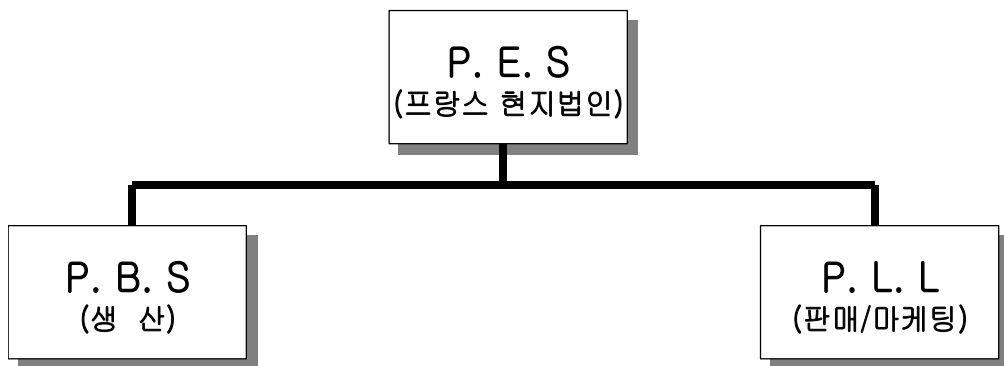 P. E. S
(프랑스 현지법인)
P. B. S
(생 산)
P. L. L
(판매/마케팅)